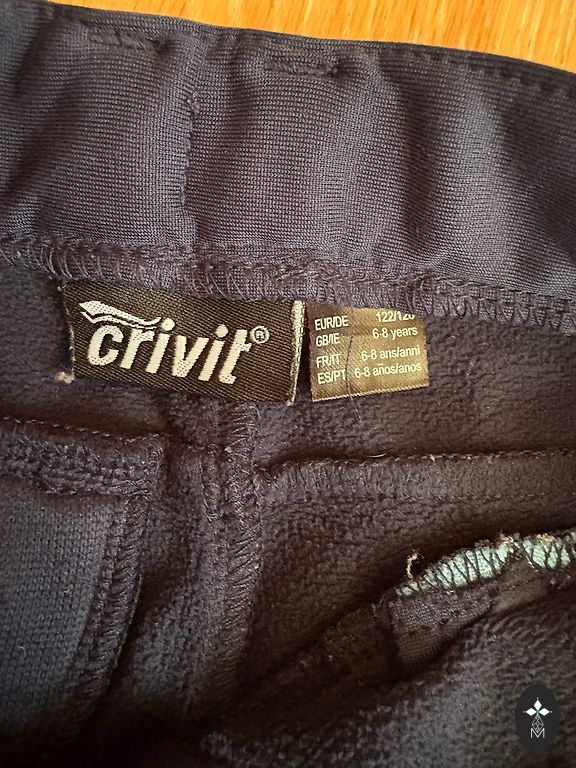 crivit®
EUR/DE 122/128
GB/IE 6-8 years
FR/IT 6-8 ans/anni
ES/PT 6-8 años/anos
M